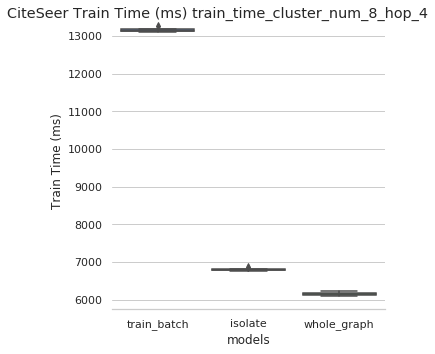 CiteSeer Train Time (ms) train_time_cluster_num_8_hop_4
13000
12000
11000
10000
9000
8000
7000
6000
Train Time (ms)
train_batch isolate whole_graph
models